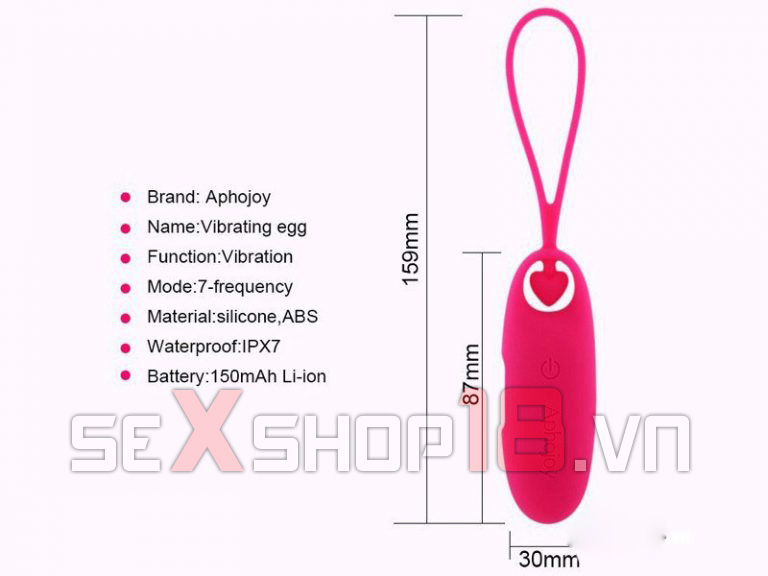 Brand: Aphojoy
Name:Vibrating egg
Function:Vibration
Mode:7-frequency
Material:silicone,ABS
Waterproof:IPX7
Battery:150mAh Li-ion
159mm
87mm
30mm
Aphojoy
seXshop18.vn